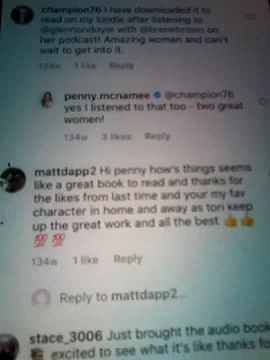 champion76 I have downloaded it to
read on my kindle after listening to
@glennondoyle with @brenebrown on
her podcast! Amazing women and can't
wait to get into it.
134w 1 like Reply
penny.mcnamee @champion76
yes I listened to that too - two great
women!
134w 3 likes Reply
mattdapp2 Hi penny how's things seems
like a great book to read and thanks for
the likes from last time and your my fav
character in home and away as tori keep
up the great work and all the best 👍👍
💯 💯
134w 1 like Reply
Reply to mattdapp2...
stace_3006 Just brought the audio book
excited to see what it's like thanks fo